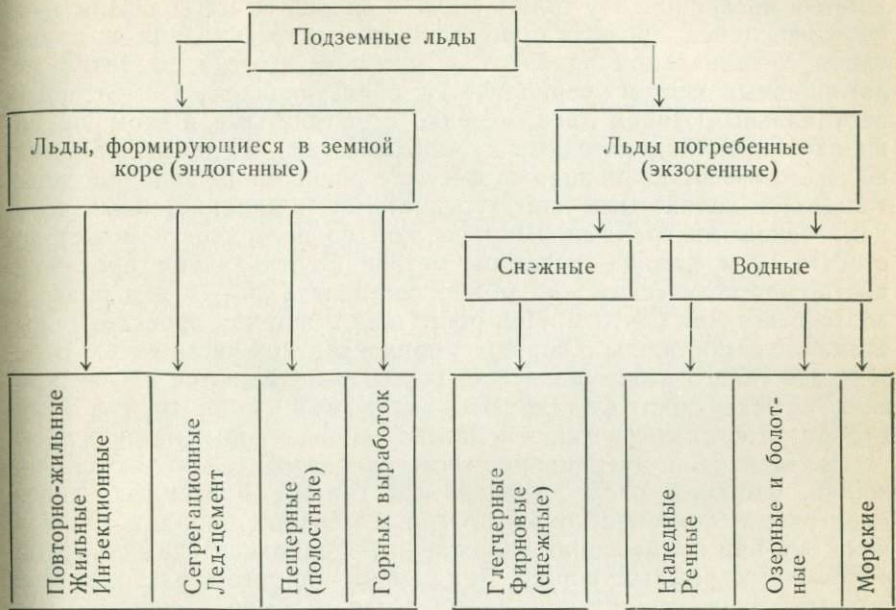 Подземные льды
Льды, формирующиеся в земной
коре (эндогенные)
Льды погребенные
(экзогенные)
Снежные
Водные
Повторно-жильные
Жильные
Инъекционные
Сегрегационные
Лед-цемент
Пещерные
(полостные)
Горных выработок
Глетчерные
Фирновые
(снежные)
Наледные
Речные
Озерные и болот-
ные
Морские